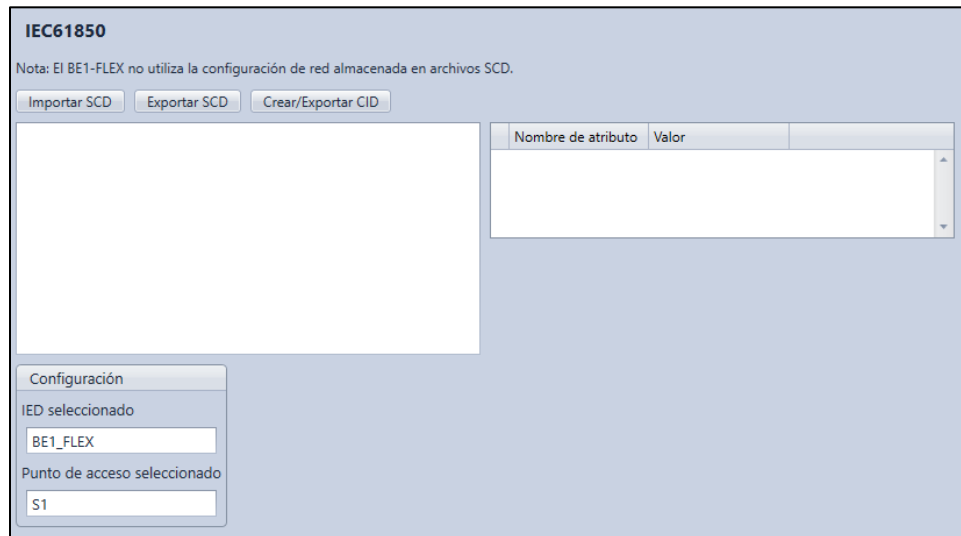 IEC61850
Nota: El BE1-FLEX no utiliza la configuración de red almacenada en archivos SCD.
Importar SCD Exportar SCD Crear/Exportar CID
Nombre de atributo Valor
Configuración
IED seleccionado
BE1_FLEX
Punto de acceso seleccionado
S1